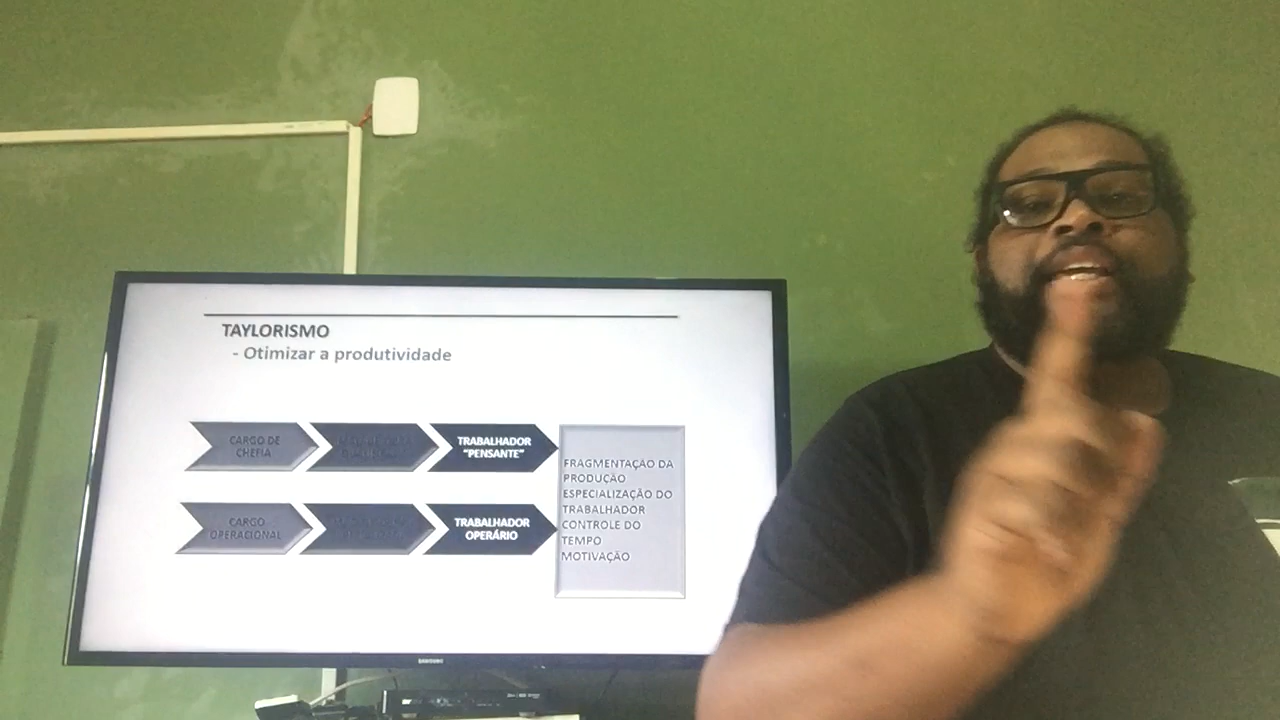 TAYLORISMO
- Otimizar a produtividade
CARGO DE
CHEFIA
TRABALHADOR
"PENSANTE"
CARGO
OPERACIONAL
TRABALHADOR
OPERÁRIO
FRAGMENTAÇÃO DA
PRODUÇÃO
ESPECIALIZAÇÃO DO
TRABALHADOR
CONTROLE DO
TEMPO
MOTIVAÇÃO
SAMSUNG